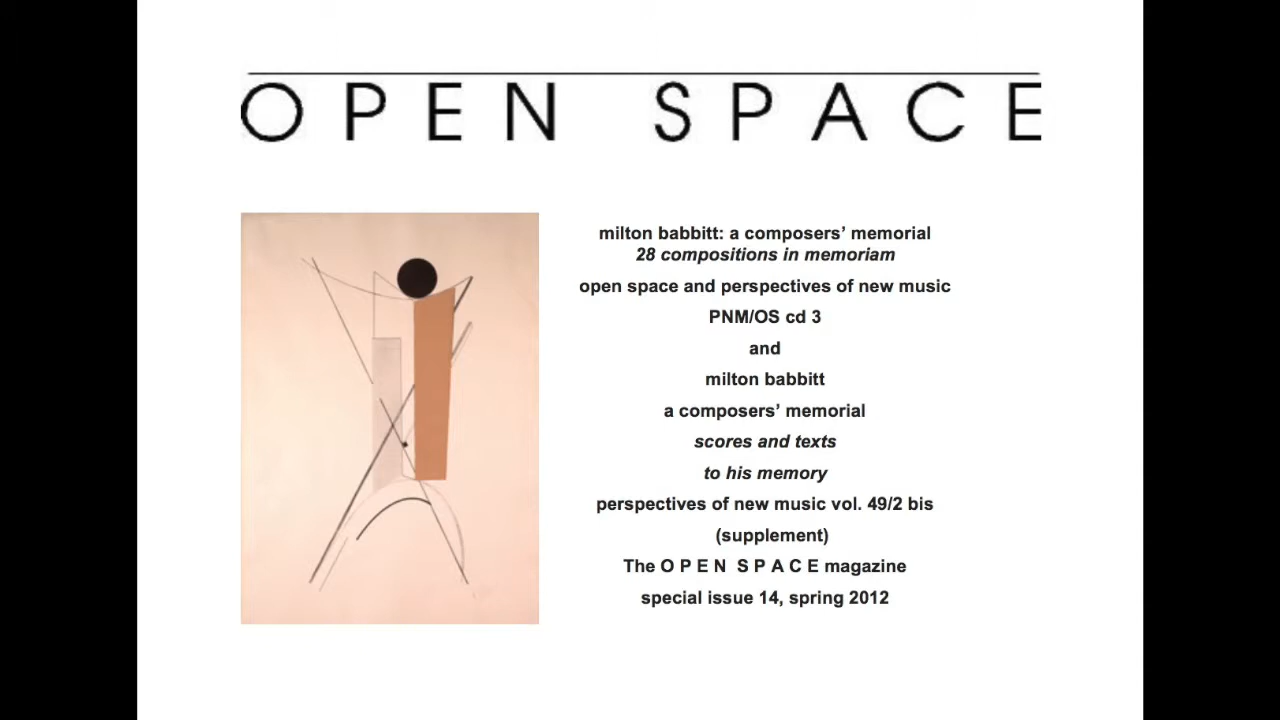 OPEN SPACE
milton babbitt: a composers’ memorial
28 compositions in memoriam
open space and perspectives of new music
PNM/OS cd 3
and
milton babbitt
a composers’ memorial
scores and texts
to his memory
perspectives of new music vol. 49/2 bis
(supplement)
The O P E N  S P A C E magazine
special issue 14, spring 2012